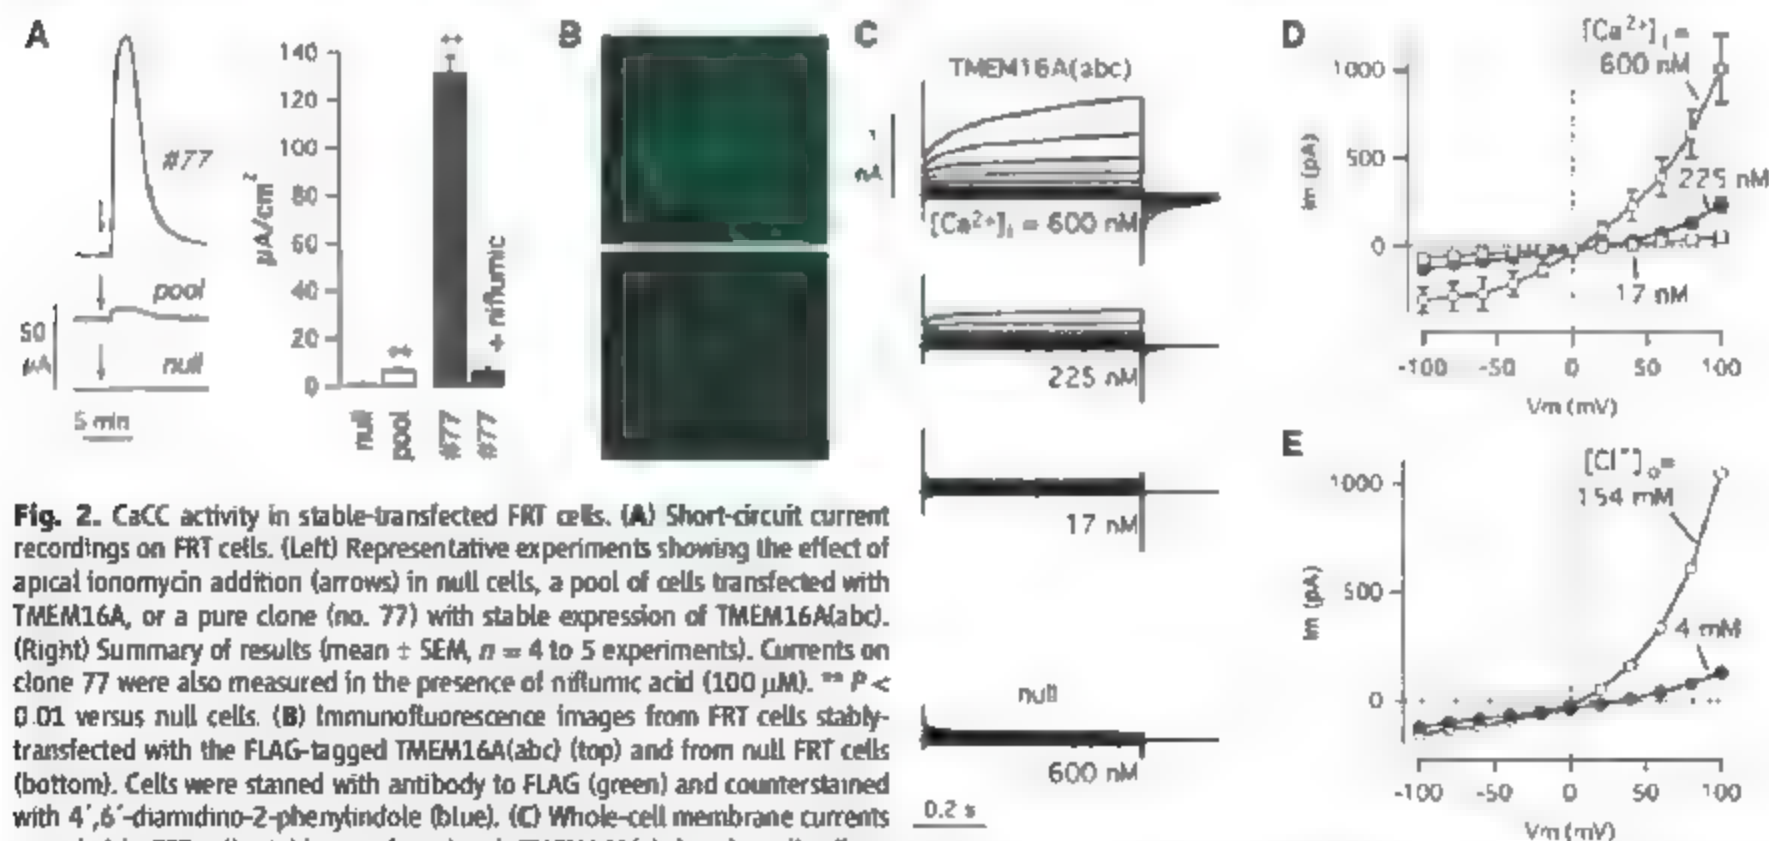 A
#77
pool
null
50
µA
5 min
140
120
100
80
60
40
20
0
µA/cm²
**
**
+ niflumic
null
pool
#77
#77
B
C
TMEM16A(abc)
1
nA
[Ca²⁺]ᵢ = 600 nM
225 nM
17 nM
null
600 nM
0.2 s
D
[Ca²⁺]ᵢ =
600 nM
1000
500
0
Im (pA)
225 nM
17 nM
-100 -50 0 50 100
Vm (mV)
E
[Cl⁻]ₒ=
154 mM
1000
500
0
Im (pA)
4 mM
-100 -50 0 50 100
Vm (mV)
Fig. 2. CaCC activity in stable-transfected FRT cells. (A) Short-circuit current
recordings on FRT cells. (Left) Representative experiments showing the effect of
apical ionomycin addition (arrows) in null cells, a pool of cells transfected with
TMEM16A, or a pure clone (no. 77) with stable expression of TMEM16A(abc).
(Right) Summary of results (mean ± SEM, n = 4 to 5 experiments). Currents on
clone 77 were also measured in the presence of niflumic acid (100 µM). ** P <
0.01 versus null cells. (B) Immunofluorescence images from FRT cells stably-
transfected with the FLAG-tagged TMEM16A(abc) (top) and from null FRT cells
(bottom). Cells were stained with antibody to FLAG (green) and counterstained
with 4′,6′-diamidino-2-phenylindole (blue). (C) Whole-cell membrane currents